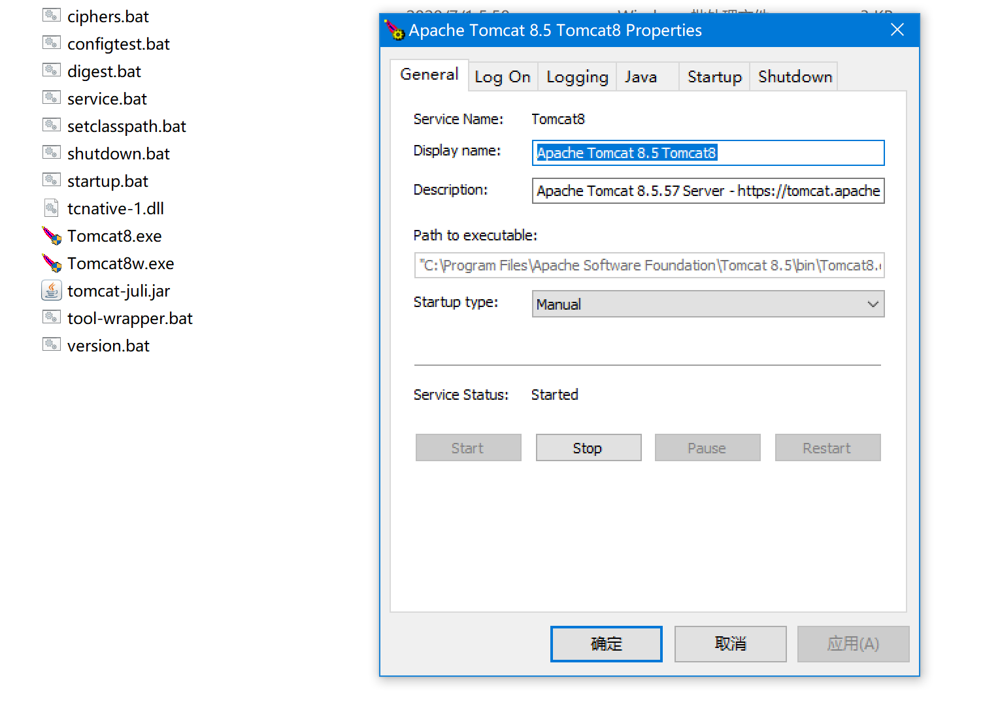 ciphers.bat
configtest.bat
digest.bat
service.bat
setclasspath.bat
shutdown.bat
startup.bat
tcnative-1.dll
Tomcat8.exe
Tomcat8w.exe
tomcat-juli.jar
tool-wrapper.bat
version.bat
Apache Tomcat 8.5 Tomcat8 Properties
General Log On Logging Java Startup Shutdown
Service Name: Tomcat8
Display name: Apache Tomcat 8.5 Tomcat8
Description: Apache Tomcat 8.5.57 Server - https://tomcat.apache
Path to executable:
"C:\Program Files\Apache Software Foundation\Tomcat 8.5\bin\Tomcat8.
Startup type: Manual
Service Status: Started
Start Stop Pause Restart
确定 取消 应用(A)